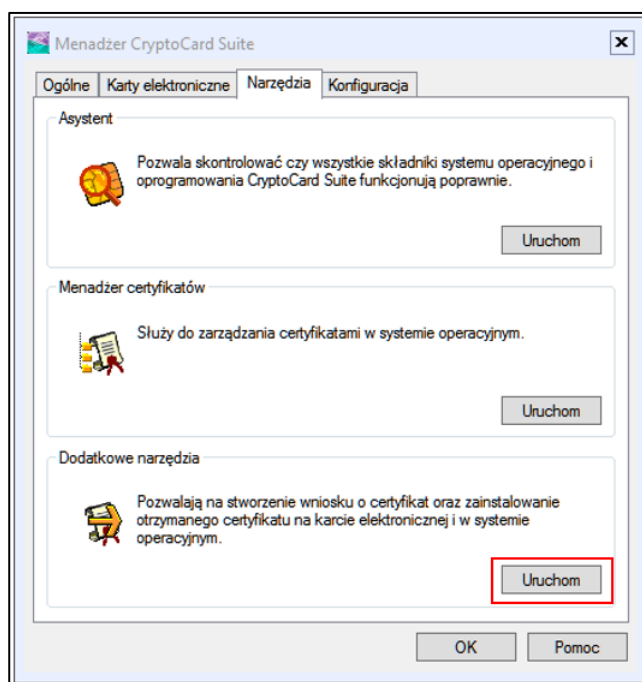 Menadżer CryptoCard Suite
Ogólne Karty elektroniczne Narzędzia Konfiguracja
Asystent
Pozwala skontrolować czy wszystkie składniki systemu operacyjnego i
oprogramowania CryptoCard Suite funkcjonują poprawnie.
Uruchom
Menadżer certyfikatów
Służy do zarządzania certyfikatami w systemie operacyjnym.
Uruchom
Dodatkowe narzędzia
Pozwalają na stworzenie wniosku o certyfikat oraz zainstalowanie
otrzymanego certyfikatu na karcie elektronicznej i w systemie
operacyjnym.
Uruchom
OK Pomoc